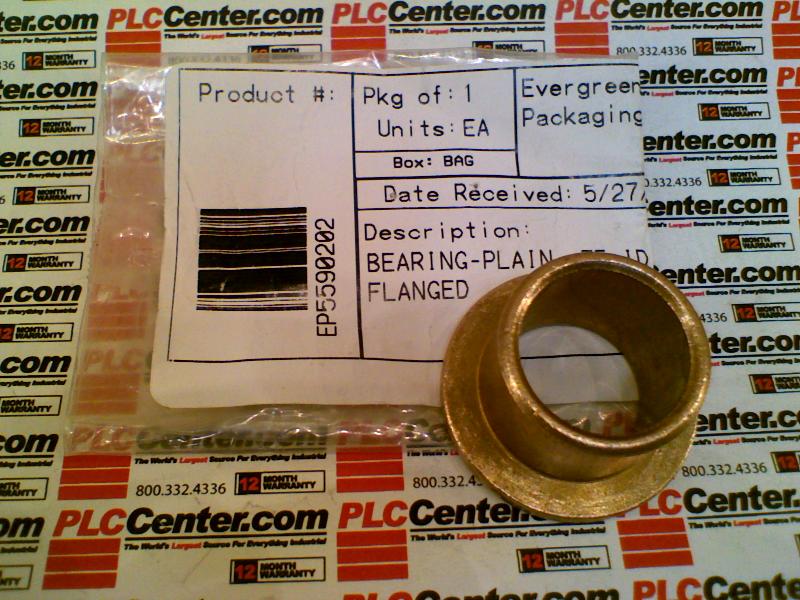 Product #:
Pkg of: 1
Units: EA
Box: BAG
Evergreen
Packaging
Date Received: 5/27/
Description:
BEARING-PLAIN
FLANGED
EP5590202
PLCCenter.com
The World's Largest Source For Everything Industrial
800.332.4336
12 MONTH WARRANTY